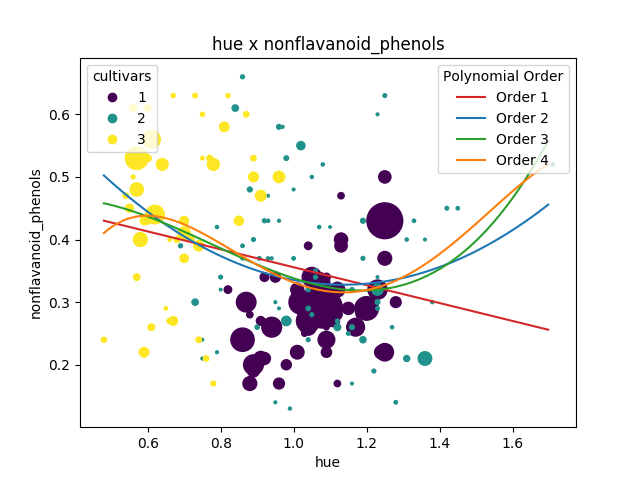 hue x nonflavanoid_phenols
cultivars
1
2
3
Polynomial Order
Order 1
Order 2
Order 3
Order 4
nonflavanoid_phenols
0.6
0.5
0.4
0.3
0.2
0.6 0.8 1.0 1.2 1.4 1.6
hue